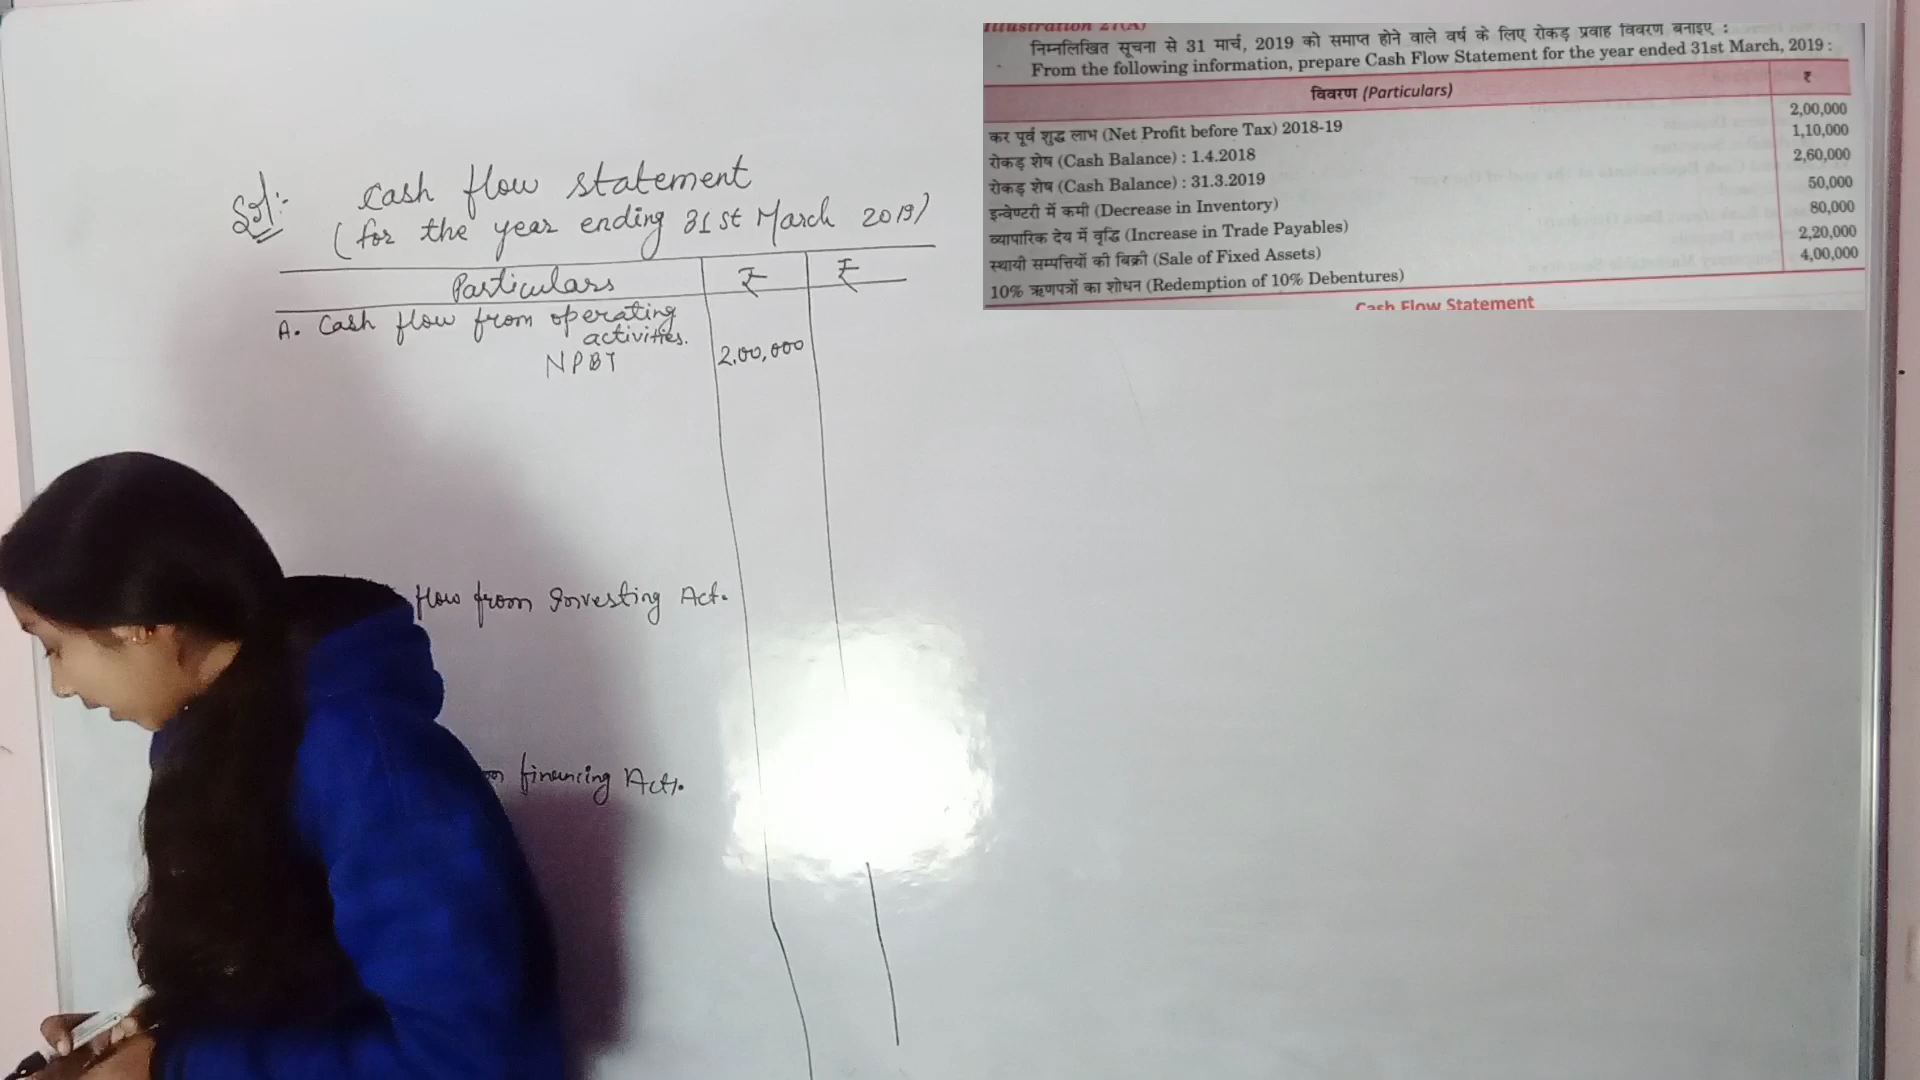 Illustration 27(A)
निम्नलिखित सूचना से 31 मार्च, 2019 को समाप्त होने वाले वर्ष के लिए रोकड़ प्रवाह विवरण बनाइए :
From the following information, prepare Cash Flow Statement for the year ended 31st March, 2019 :
विवरण (Particulars) ₹
कर पूर्व शुद्ध लाभ (Net Profit before Tax) 2018-19 2,00,000
रोकड़ शेष (Cash Balance) : 1.4.2018 1,10,000
रोकड़ शेष (Cash Balance) : 31.3.2019 2,60,000
इन्वेण्टरी में कमी (Decrease in Inventory) 50,000
व्यापारिक देय में वृद्धि (Increase in Trade Payables) 80,000
स्थायी सम्पत्तियों की बिक्री (Sale of Fixed Assets) 2,20,000
10% ऋणपत्रों का शोधन (Redemption of 10% Debentures) 4,00,000
Cash Flow Statement
Sol:- Cash flow statement
(for the year ending 31st March 2019)
Particulars ₹ ₹
A. Cash flow from operating
activities.
NPBT 2,00,000
flow from Investing Act.
financing Act.